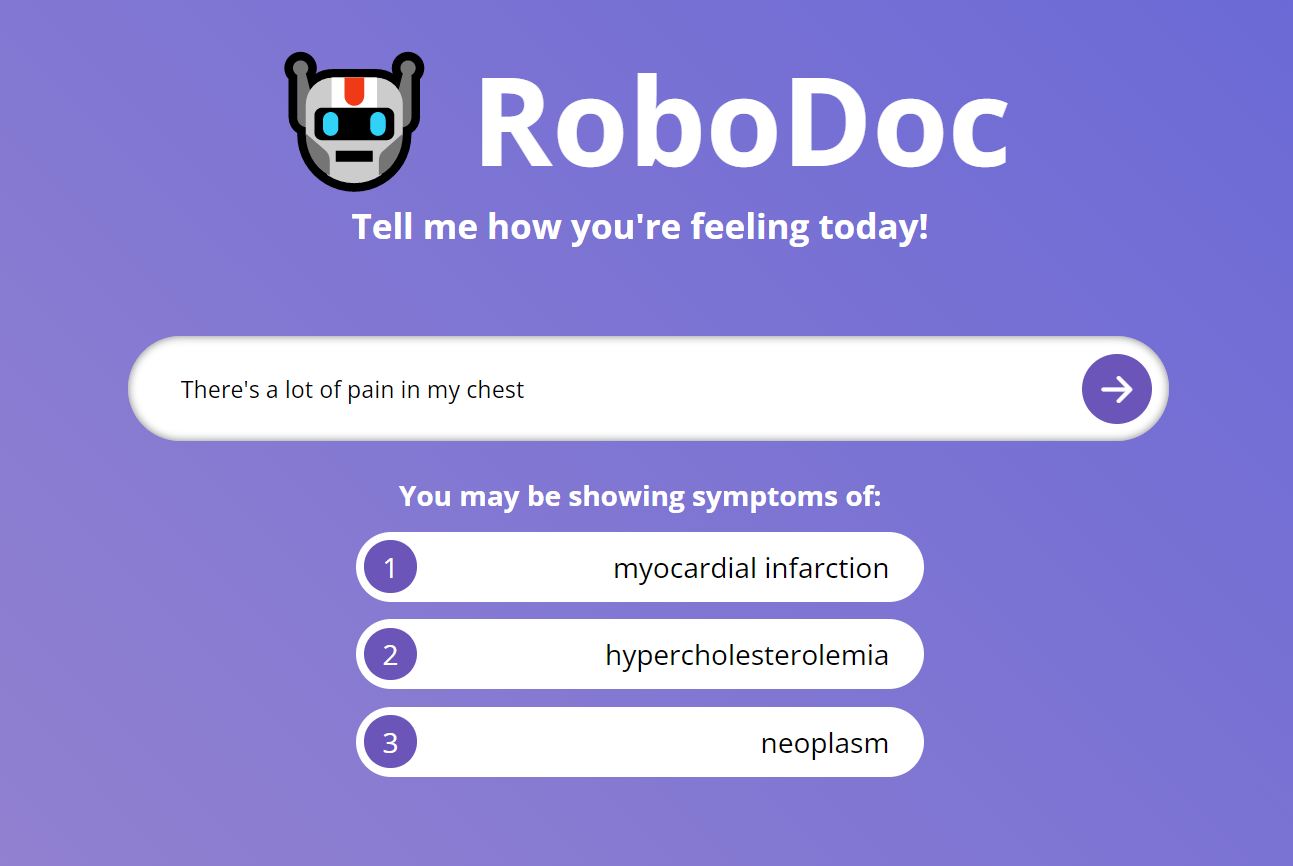 RoboDoc
Tell me how you're feeling today!
There's a lot of pain in my chest
You may be showing symptoms of:
1 myocardial infarction
2 hypercholesterolemia
3 neoplasm